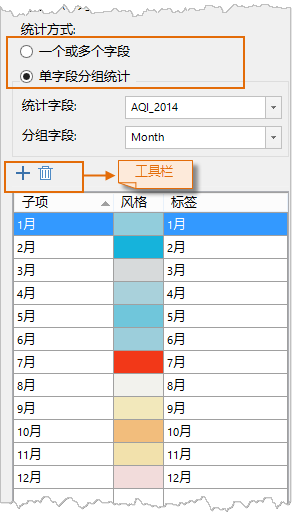 统计方式:
一个或多个字段
单字段分组统计
统计字段: AQI_2014
分组字段: Month
工具栏
子项 风格 标签
1月 1月
2月 2月
3月 3月
4月 4月
5月 5月
6月 6月
7月 7月
8月 8月
9月 9月
10月 10月
11月 11月
12月 12月